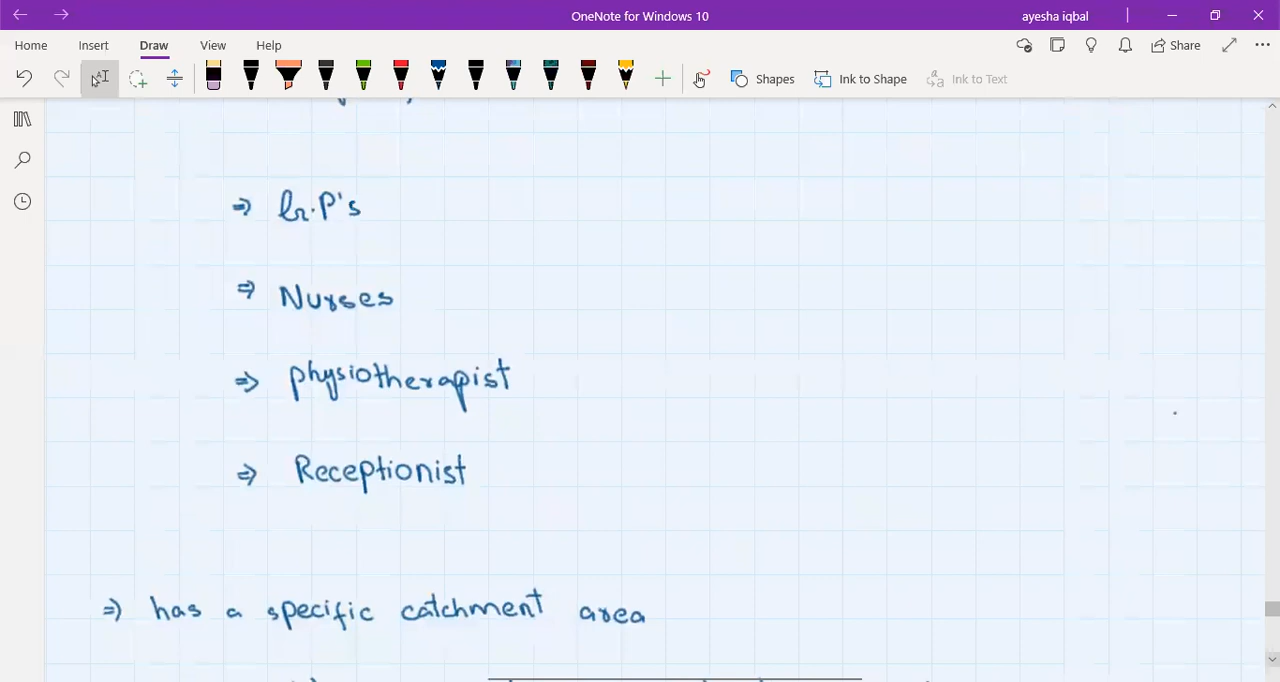 OneNote for Windows 10
ayesha iqbal
Home Insert Draw View Help
Share
Shapes Ink to Shape Ink to Text
⇒ G.P's
⇒ Nurses
⇒ physiotherapist
⇒ Receptionist
⇒ has a specific catchment area